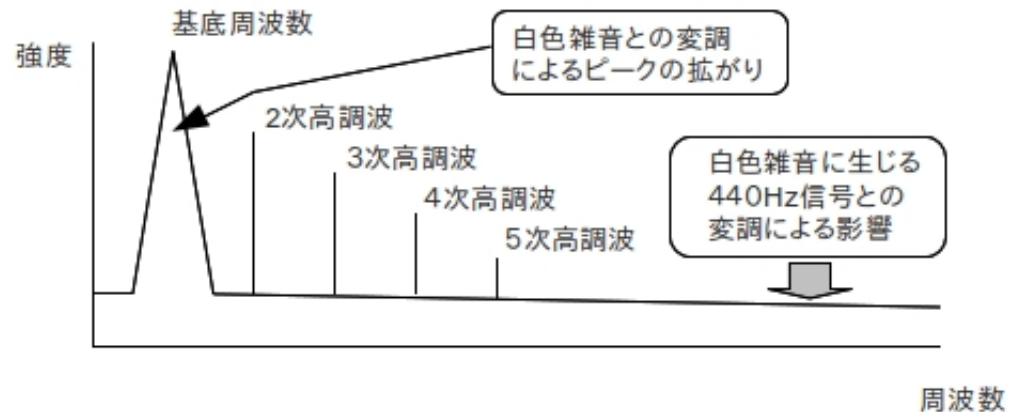 基底周波数
強度
白色雑音との変調
によるピークの拡がり
2次高調波
3次高調波
4次高調波
5次高調波
白色雑音に生じる
440Hz信号との
変調による影響
周波数